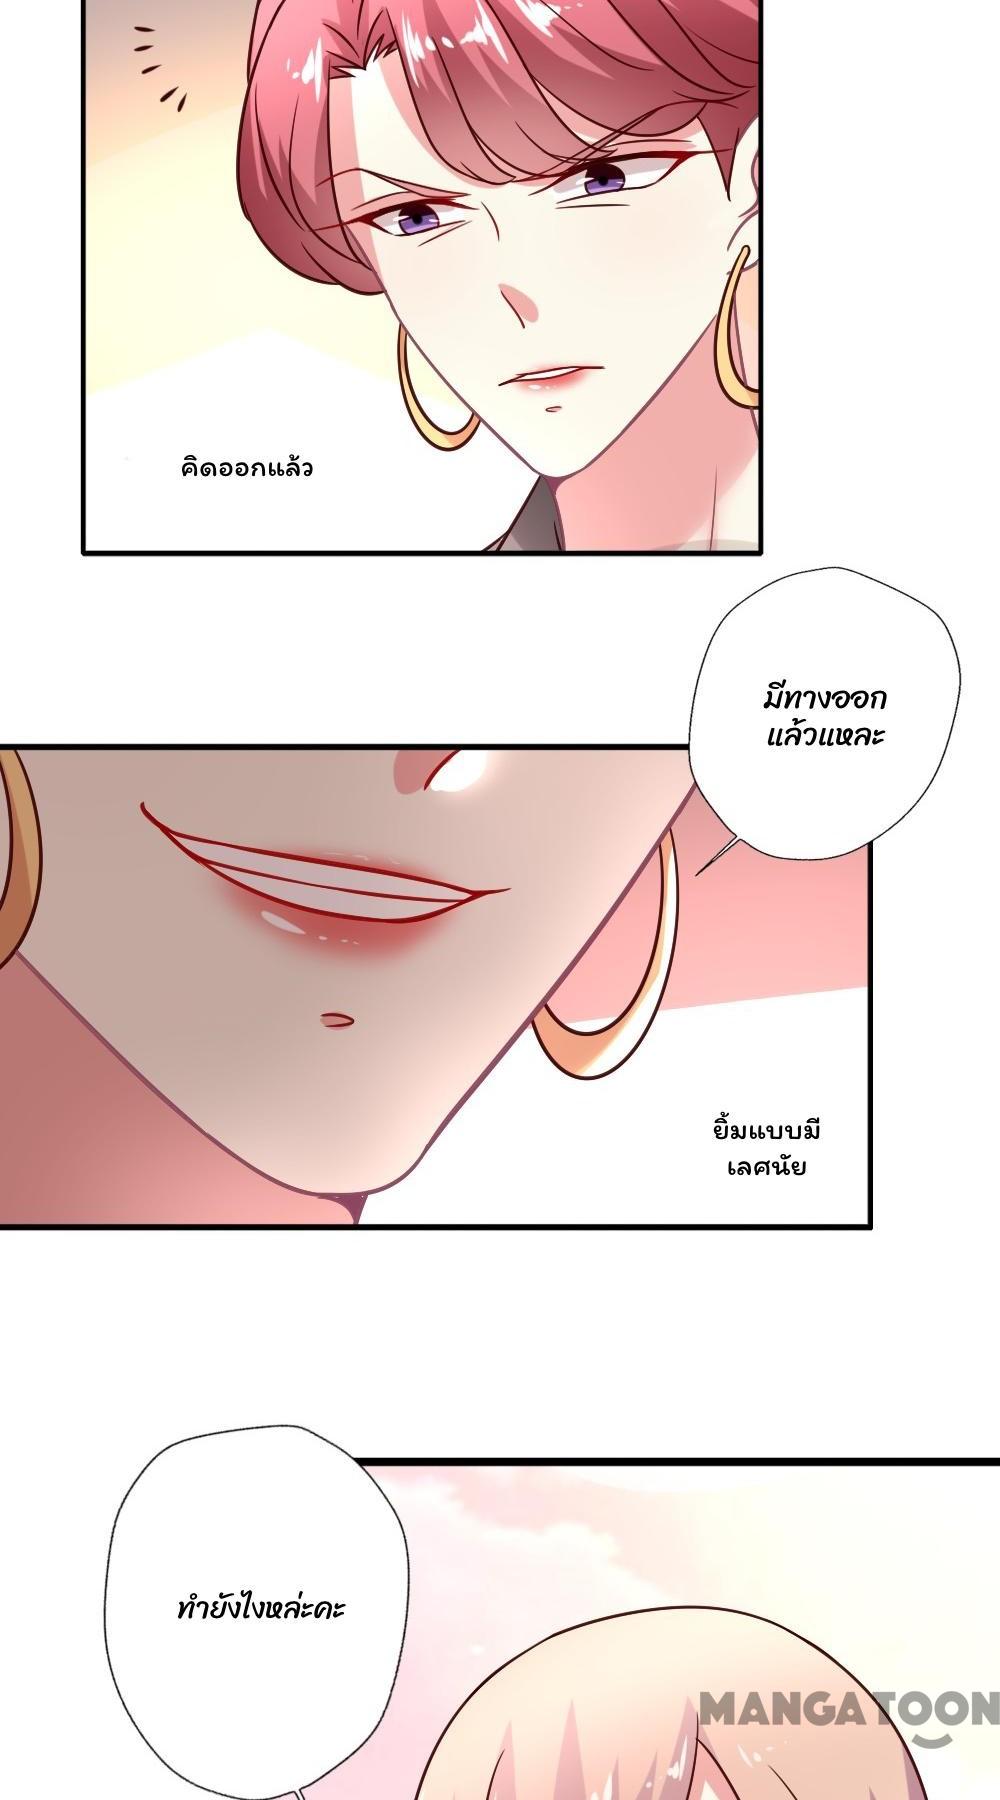 คิดออกแล้ว
มีทางออก
แล้วแหละ
ยิ้มแบบมี
เลศนัย
ทำยังไงหล่ะคะ
MANGATOON